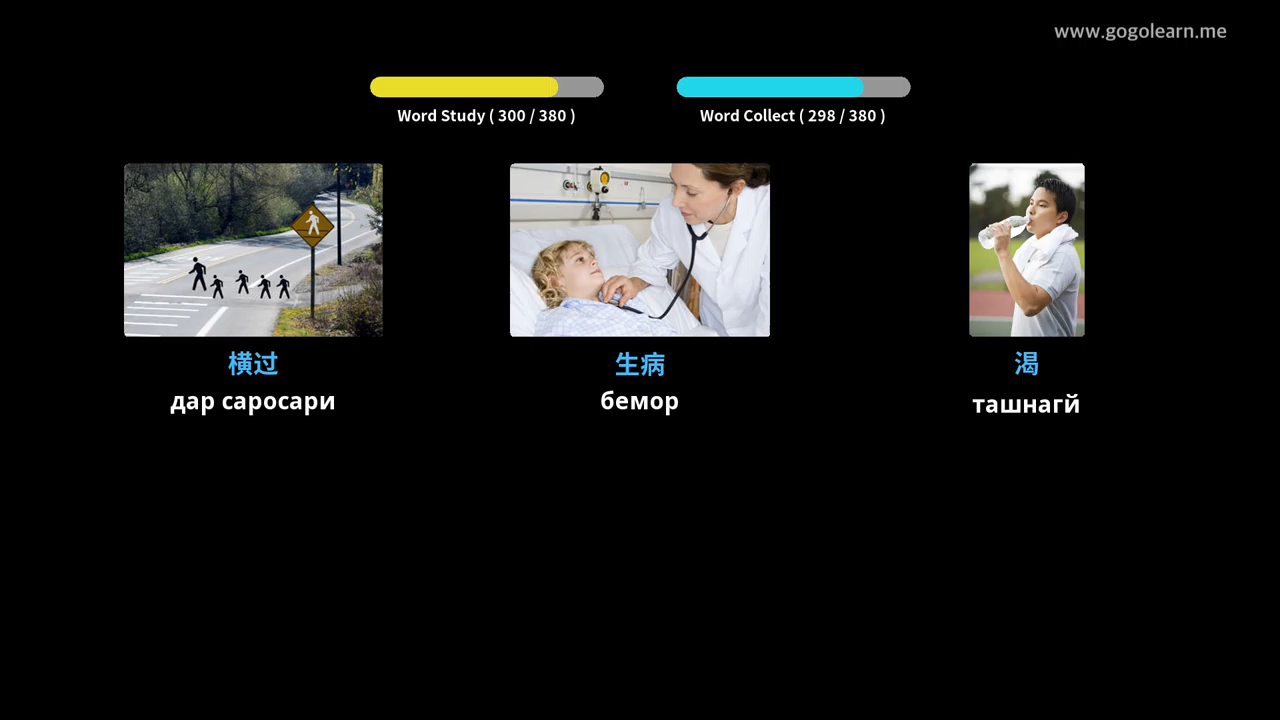 www.gogolearn.me
Word Study ( 300 / 380 )
Word Collect ( 298 / 380 )
横过
生病
渴
дар саросари
бемор
ташнагй